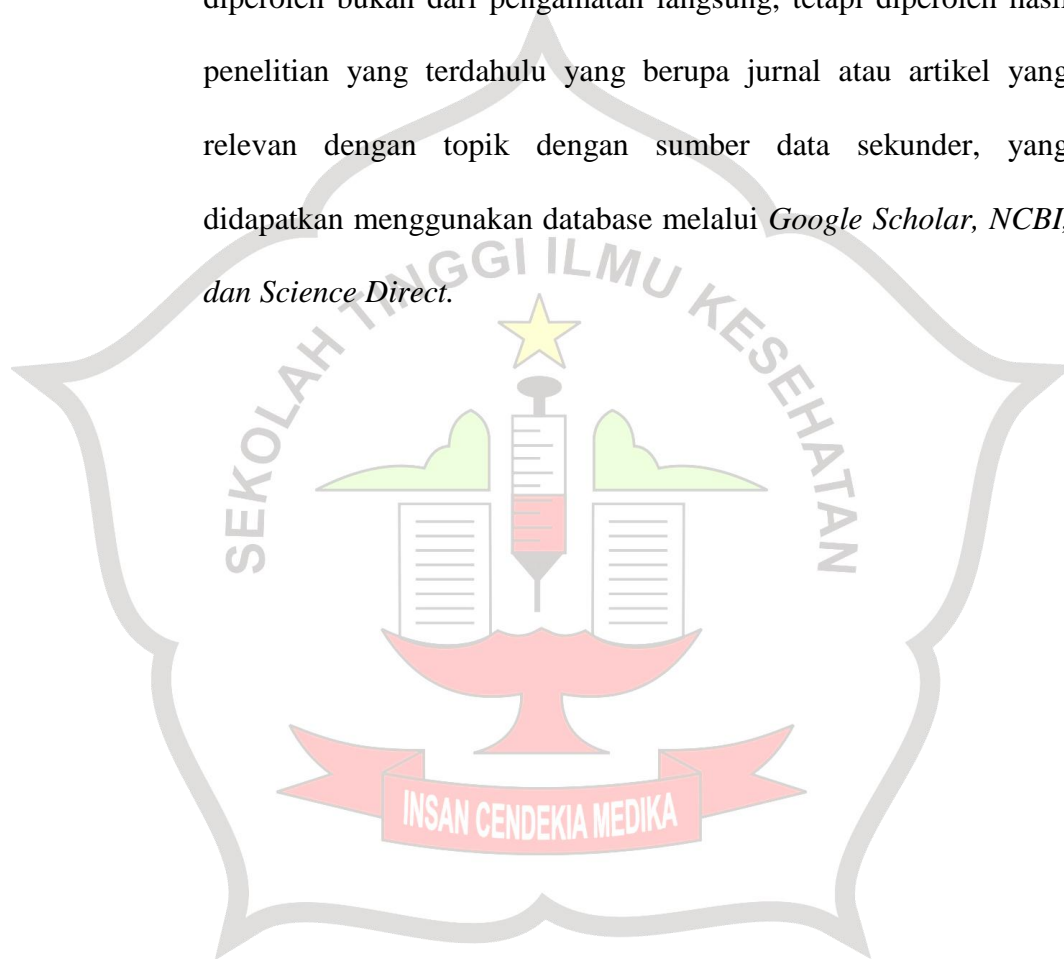 diperoleh bukan dari pengamatan langsung, tetapi diperoleh hasil
penelitian yang terdahulu yang berupa jurnal atau artikel yang
relevan dengan topik dengan sumber data sekunder, yang
didapatkan menggunakan database melalui Google Scholar, NCBI,
dan Science Direct.
SEKOLAH TINGGI ILMU KESEHATAN
INSAN CENDEKIA MEDIKA